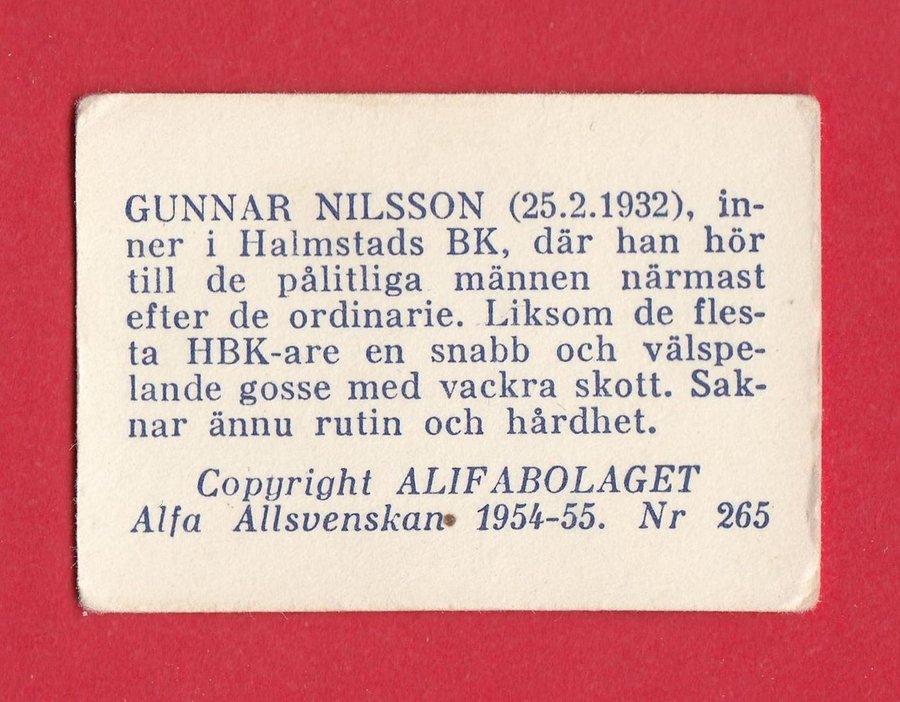 GUNNAR NILSSON (25.2.1932), in-
ner i Halmstads BK, där han hör
till de pålitliga männen närmast
efter de ordinarie. Liksom de fles-
ta HBK-are en snabb och välspe-
lande gosse med vackra skott. Sak-
nar ännu rutin och hårdhet.
Copyright ALIFABOLAGET
Alfa Allsvenskan 1954-55. Nr 265